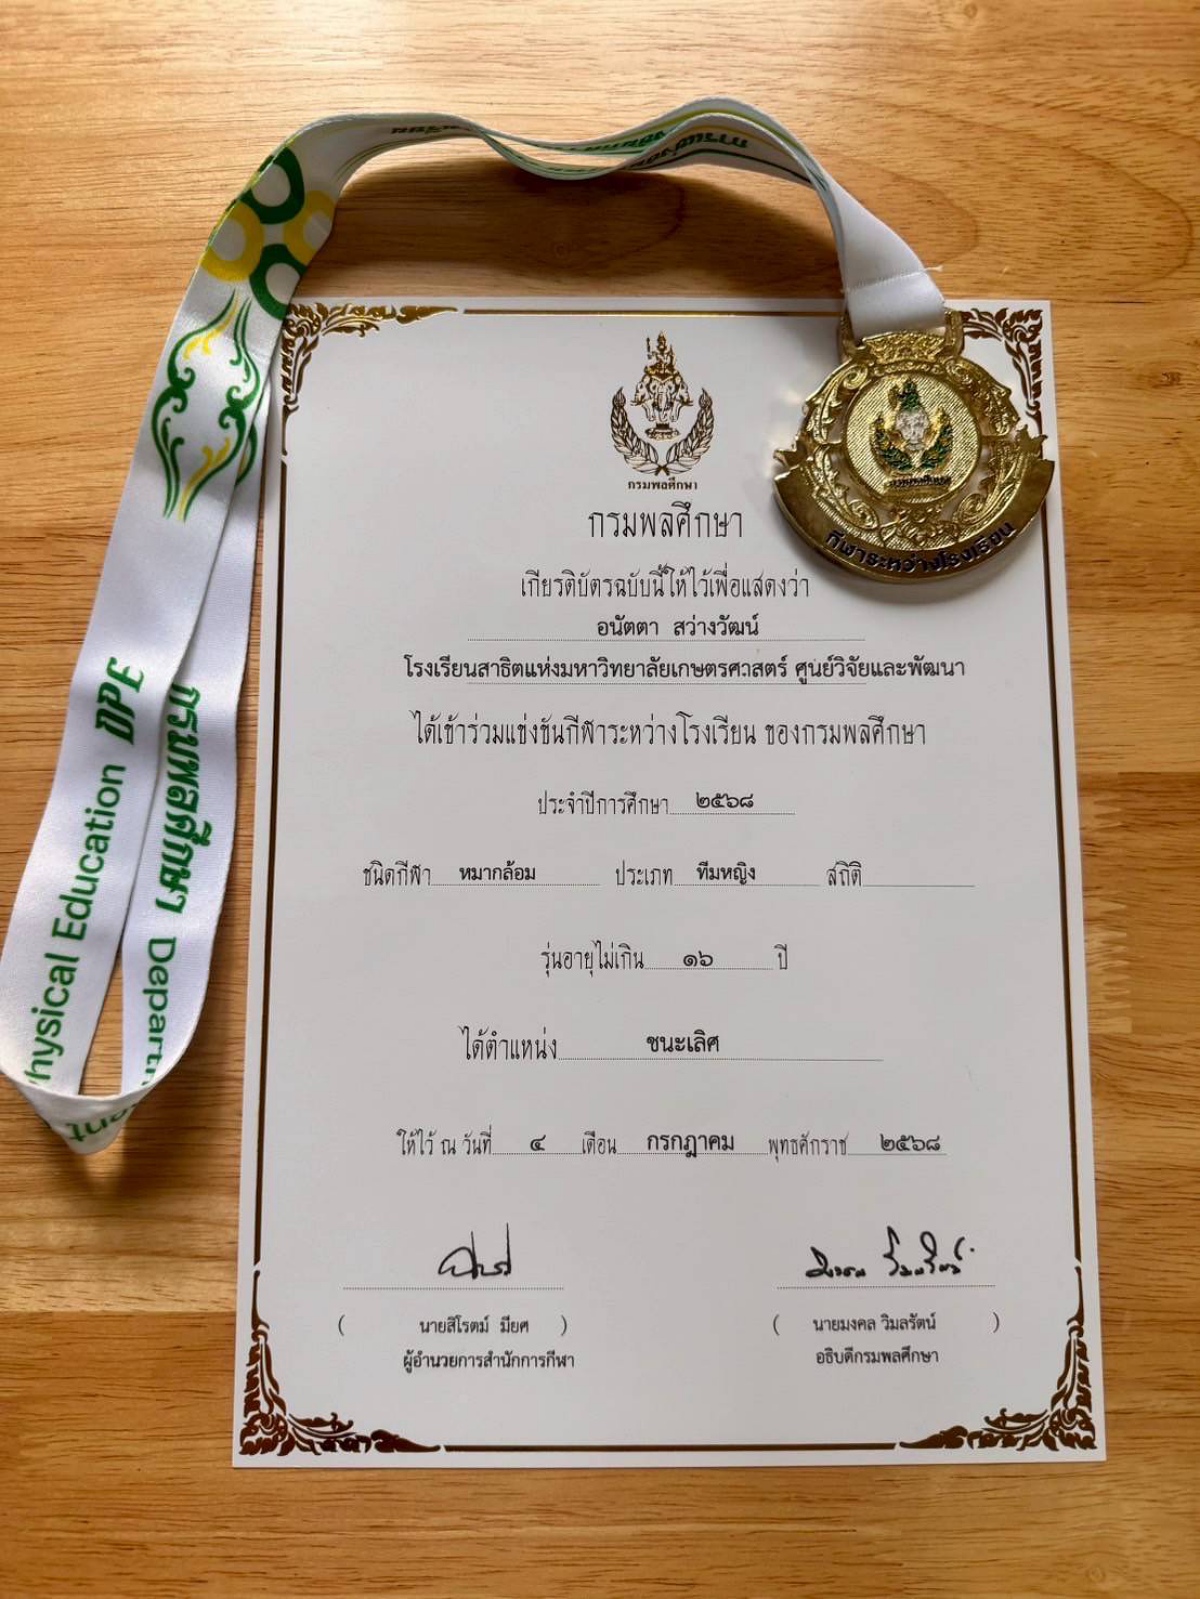 กรมพลศึกษา
กรมพลศึกษา
เกียรติบัตรฉบับนี้ให้ไว้เพื่อแสดงว่า
อนัตตา สว่างวัฒน์
โรงเรียนสาธิตแห่งมหาวิทยาลัยเกษตรศาสตร์ ศูนย์วิจัยและพัฒนา
ได้เข้าร่วมแข่งขันกีฬาระหว่างโรงเรียน ของกรมพลศึกษา
ประจำปีการศึกษา ๒๕๖๘
ชนิดกีฬา หมากล้อม ประเภท ทีมหญิง สถิติ
รุ่นอายุไม่เกิน ๑๖ ปี
ได้ตำแหน่ง ชนะเลิศ
ให้ไว้ ณ วันที่ ๔ เดือน กรกฎาคม พุทธศักราช ๒๕๖๘
( นายสิโรตม์ มียศ )
ผู้อำนวยการสำนักการกีฬา
( นายมงคล วิมลรัตน์ )
อธิบดีกรมพลศึกษา
กีฬาระหว่างโรงเรียน
DPE
hysical Education
กรมพลศึกษา
Department